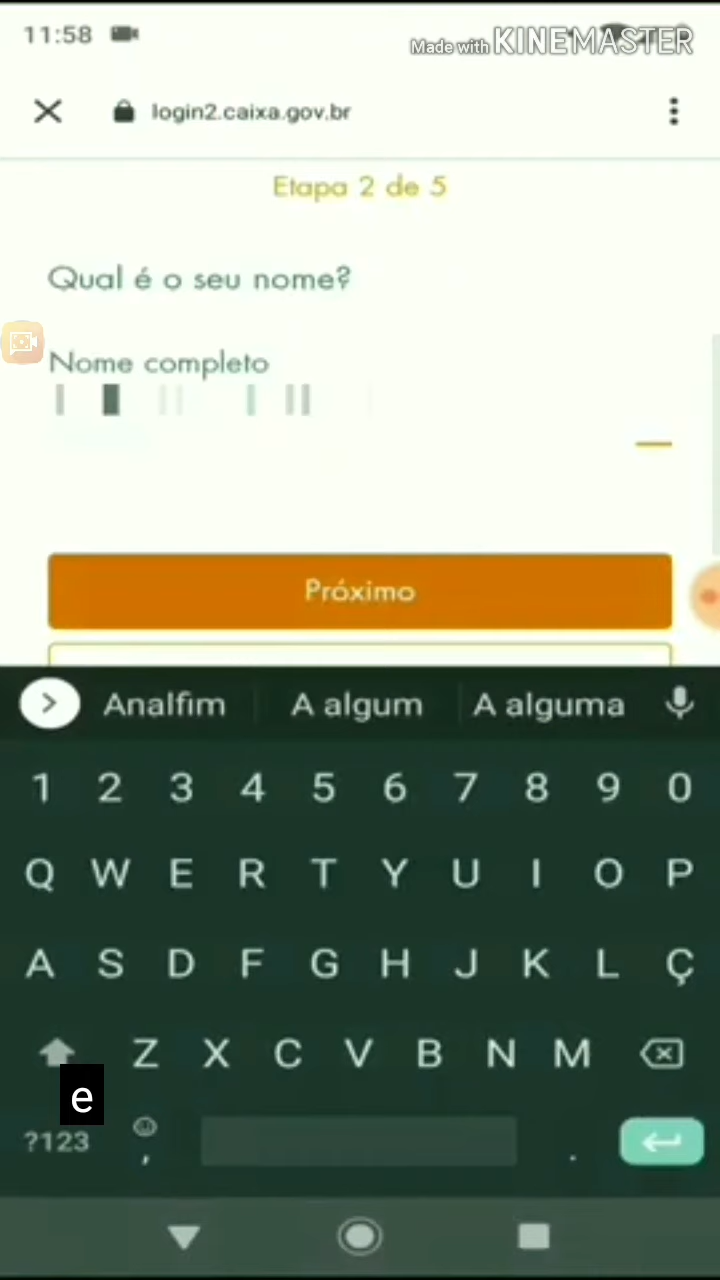 11:58
Made with KINEMASTER
login2.caixa.gov.br
Etapa 2 de 5
Qual é o seu nome?
Nome completo
Próximo
Analfim A algum A alguma
1 2 3 4 5 6 7 8 9 0
Q W E R T Y U I O P
A S D F G H J K L Ç
Z X C V B N M
e
?123 , .